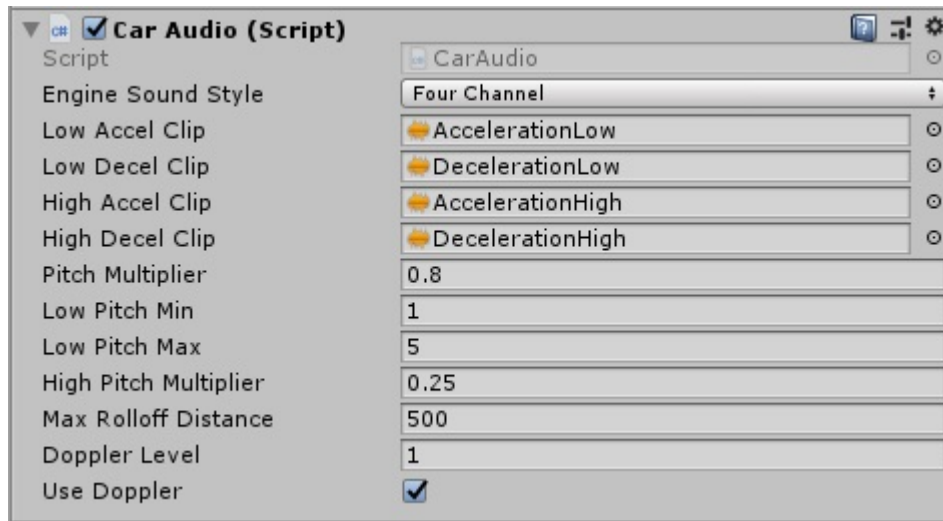 C# Car Audio (Script)
Script CarAudio
Engine Sound Style Four Channel
Low Accel Clip AccelerationLow
Low Decel Clip DecelerationLow
High Accel Clip AccelerationHigh
High Decel Clip DecelerationHigh
Pitch Multiplier 0.8
Low Pitch Min 1
Low Pitch Max 5
High Pitch Multiplier 0.25
Max Rolloff Distance 500
Doppler Level 1
Use Doppler